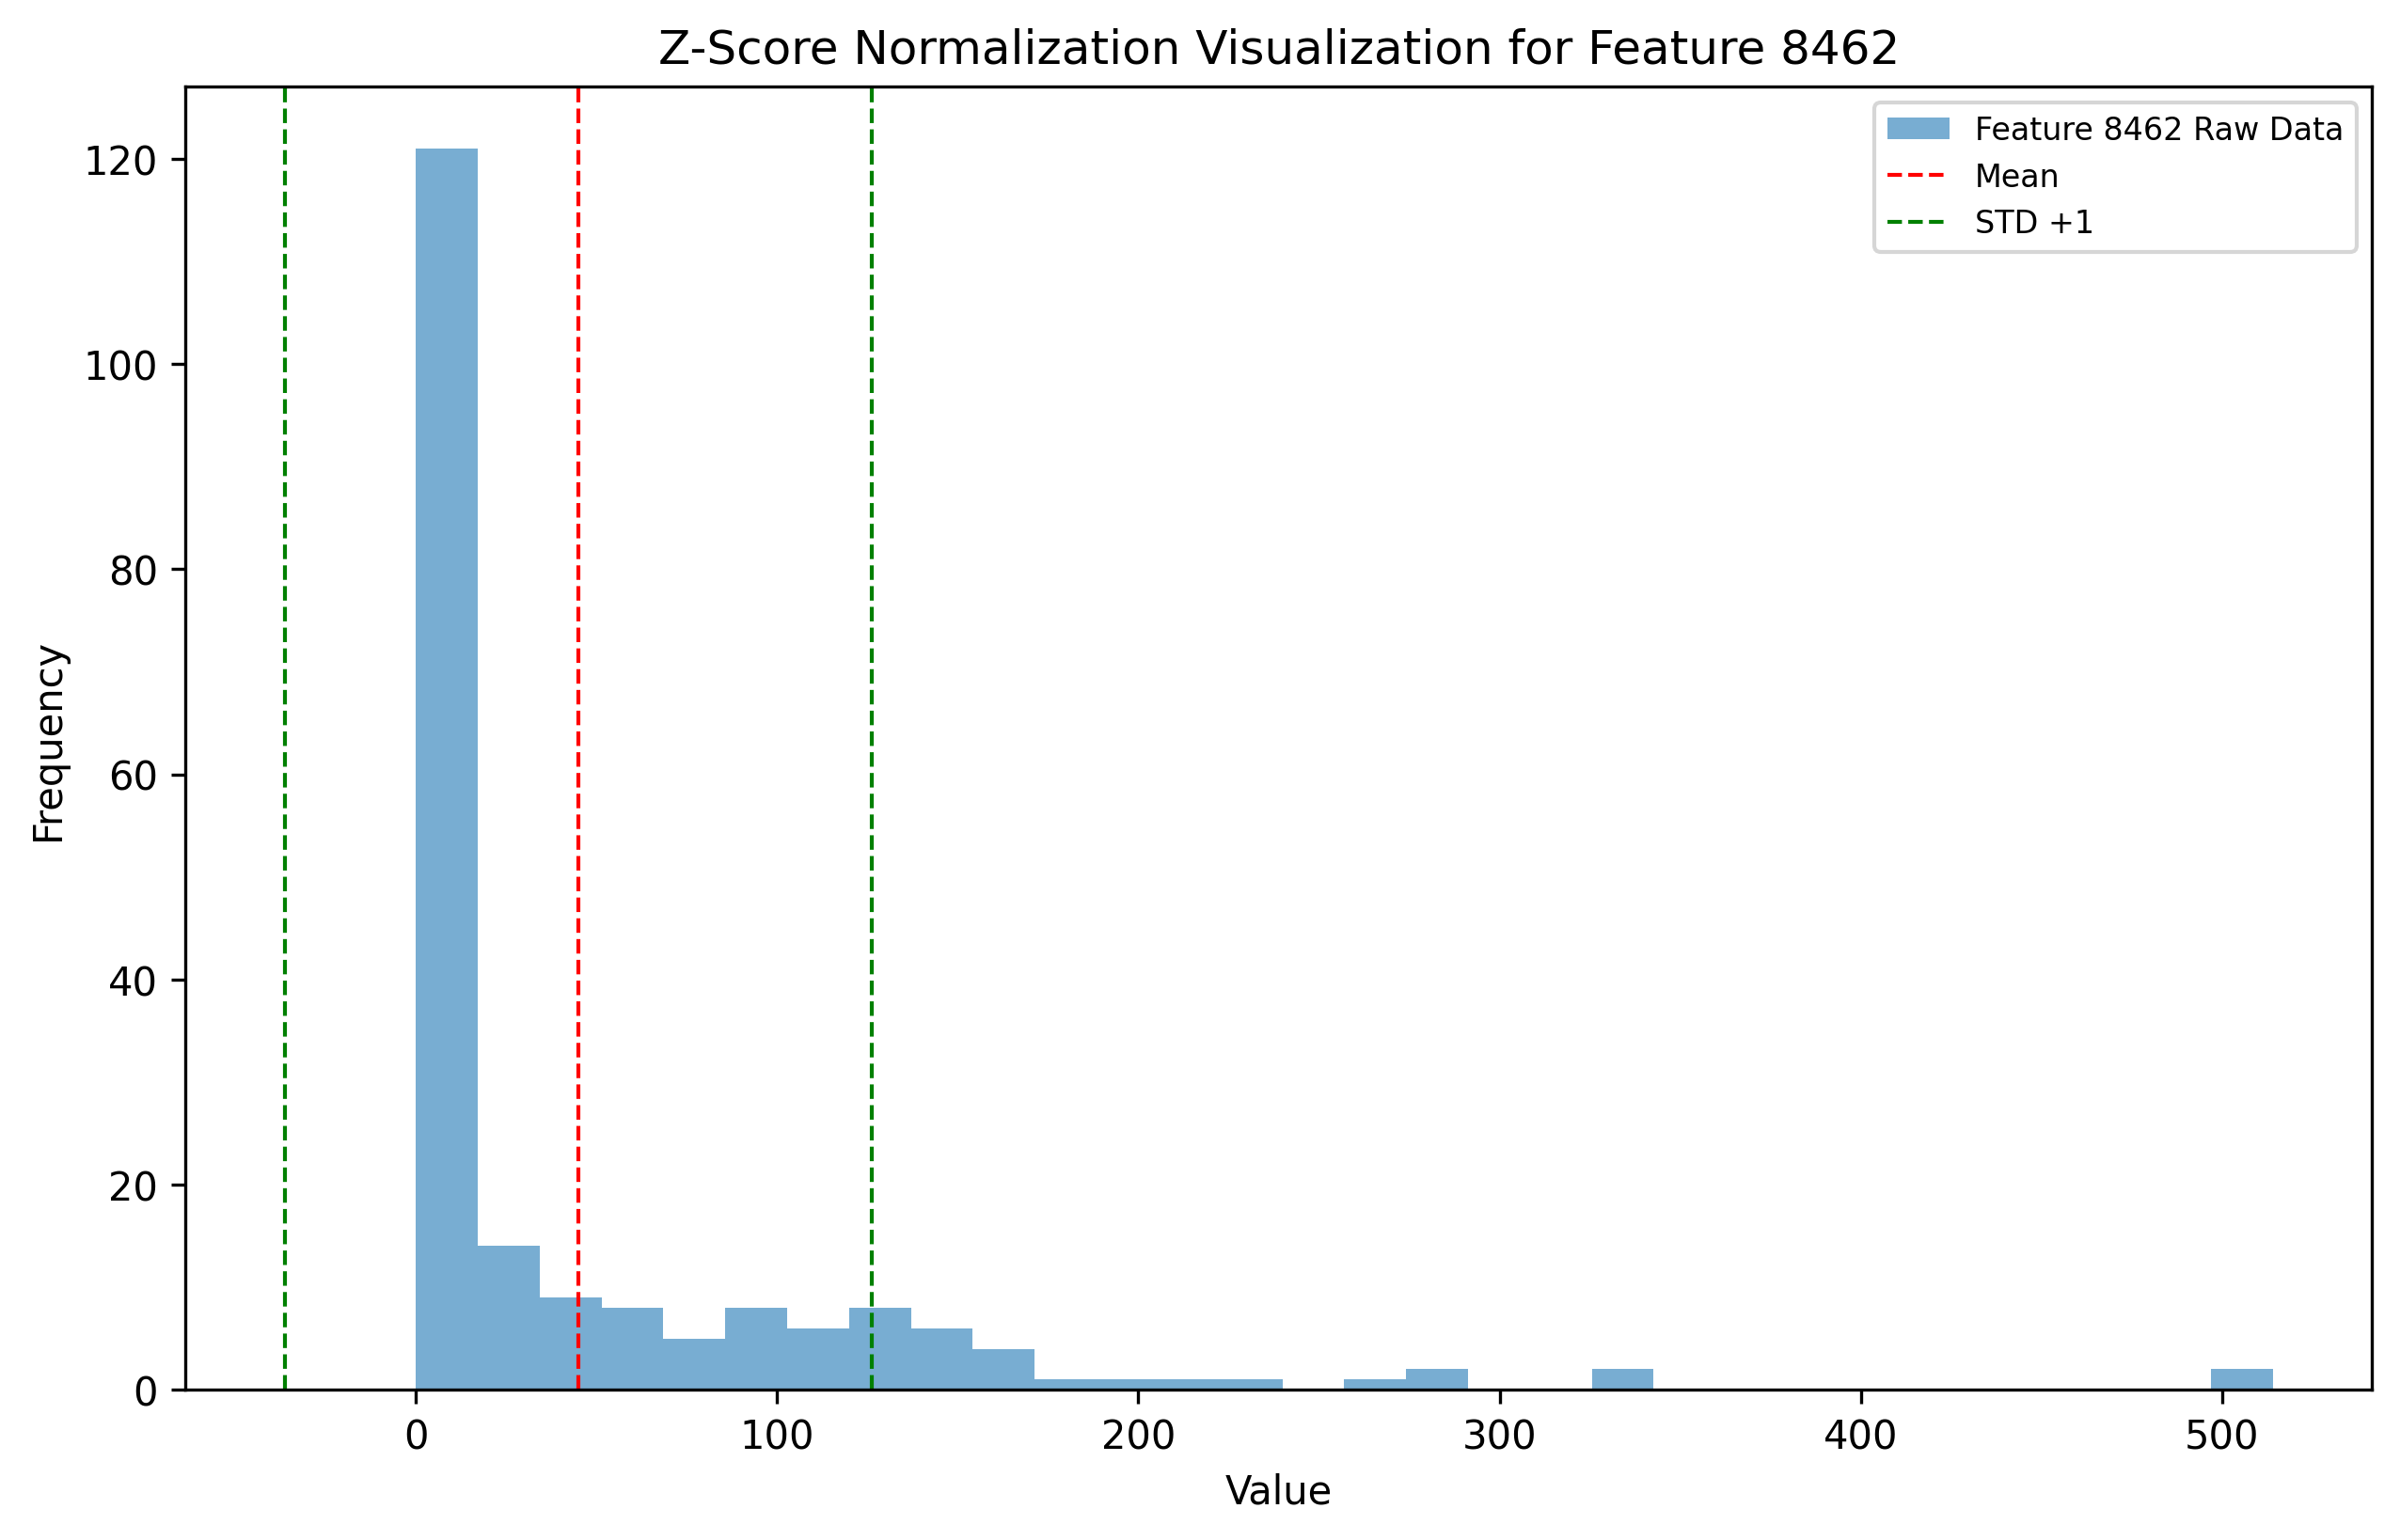 Z-Score Normalization Visualization for Feature 8462
Feature 8462 Raw Data
Mean
STD +1
120
100
80
60
40
20
0
Frequency
0 100 200 300 400 500
Value